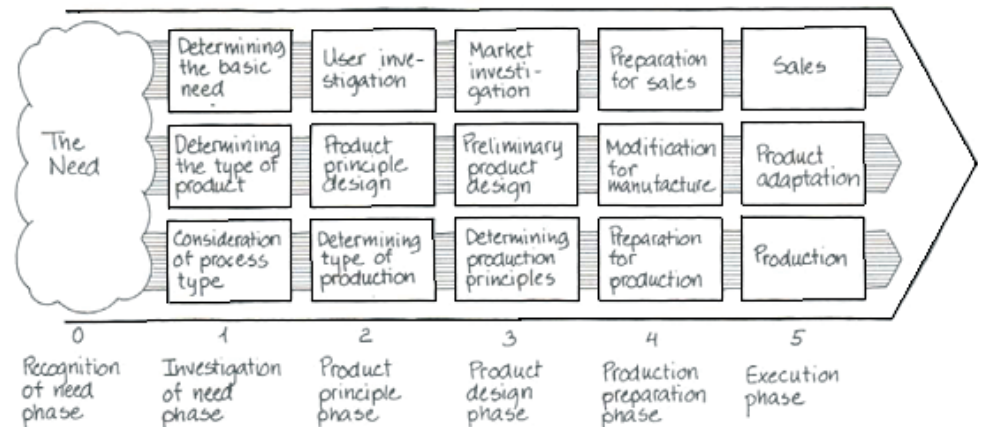 The
Need
Determining
the basic
need
User inve-
stigation
Market
investi-
gation
Preparation
for sales
Sales
Determining
the type of
product
Product
principle
design
Preliminary
product
design
Modification
for
manufacture
Product
adaptation
Consideration
of process
type
Determining
type of
production
Determining
production
principles
Preparation
for
production
Production
0
1
2
3
4
5
Recognition
of need
phase
Investigation
of need
phase
Product
principle
phase
Product
design
phase
Production
preparation
phase
Execution
phase